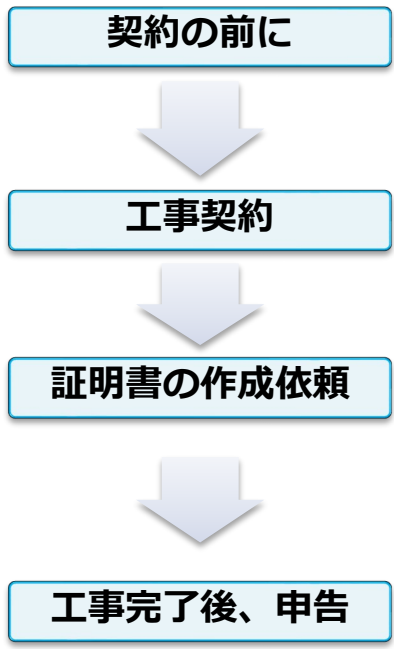 契約の前に
工事契約
証明書の作成依頼
工事完了後、申告